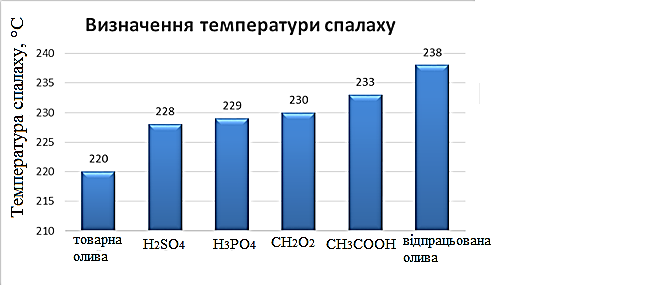 Визначення температури спалаху
Температура спалаху, °С
240
235
230
225
220
215
210
220
228
229
230
233
238
товарна
олива
H2SO4
H3PO4
CH2O2
CH3COOH
відпрацьована
олива